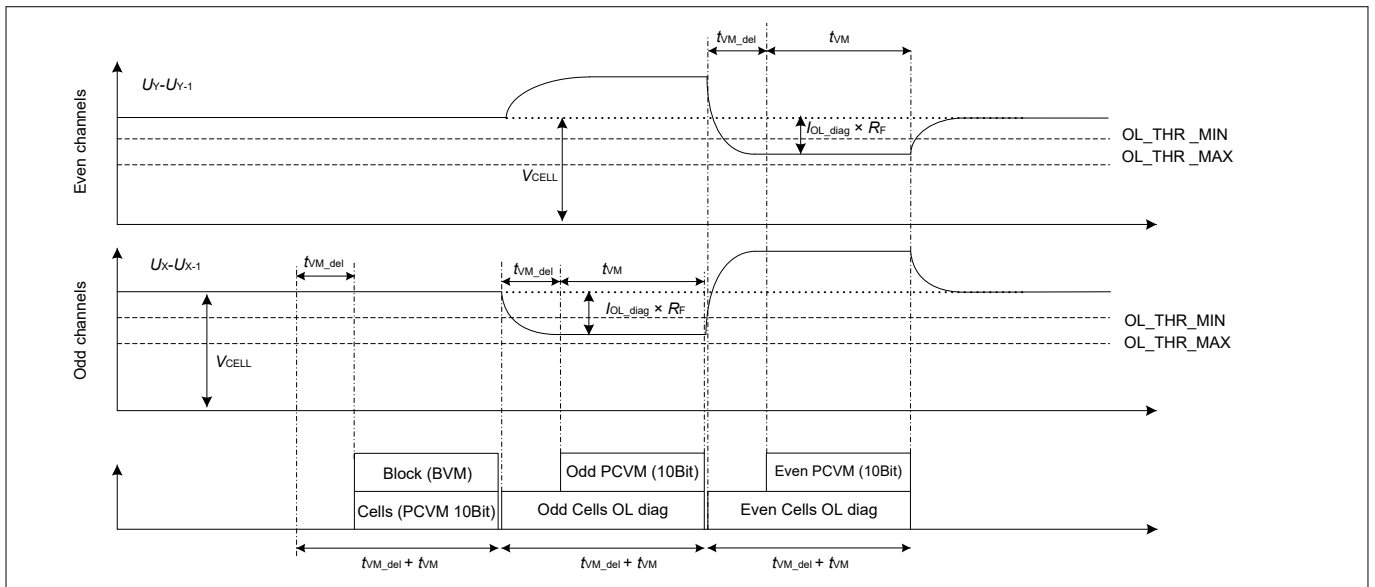 tVM_del
tVM
UY-UY-1
Even channels
IOL_diag × RF
OL_THR _MIN
OL_THR _MAX
VCELL
UX-UX-1
tVM_del
tVM_del
tVM
Odd channels
IOL_diag × RF
OL_THR_MIN
OL_THR_MAX
VCELL
Block (BVM)
Odd PCVM (10Bit)
Even PCVM (10Bit)
Cells (PCVM 10Bit)
Odd Cells OL diag
Even Cells OL diag
tVM_del + tVM
tVM_del + tVM
tVM_del + tVM